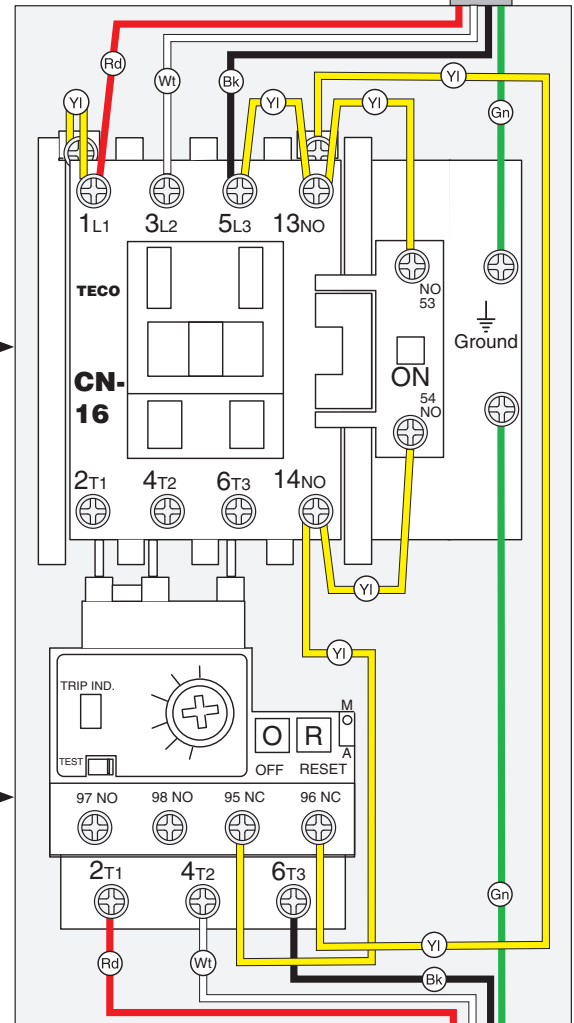 Rd
Wt
Bk
Yl
Yl
Yl
Yl
Gn
1L1 3L2 5L3 13NO
TECO
CN-
16
NO
53
ON
54
NO
Ground
2T1 4T2 6T3 14NO
Yl
Yl
TRIP IND.
TEST
O R
M
A
OFF RESET
97 NO 98 NO 95 NC 96 NC
2T1 4T2 6T3
Gn
Yl
Rd
Wt
Bk